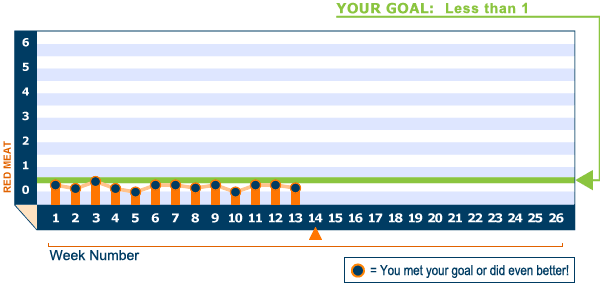 YOUR GOAL: Less than 1
6
5
4
3
2
1
0
RED MEAT
1 2 3 4 5 6 7 8 9 10 11 12 13 14 15 16 17 18 19 20 21 22 23 24 25 26
Week Number
= You met your goal or did even better!